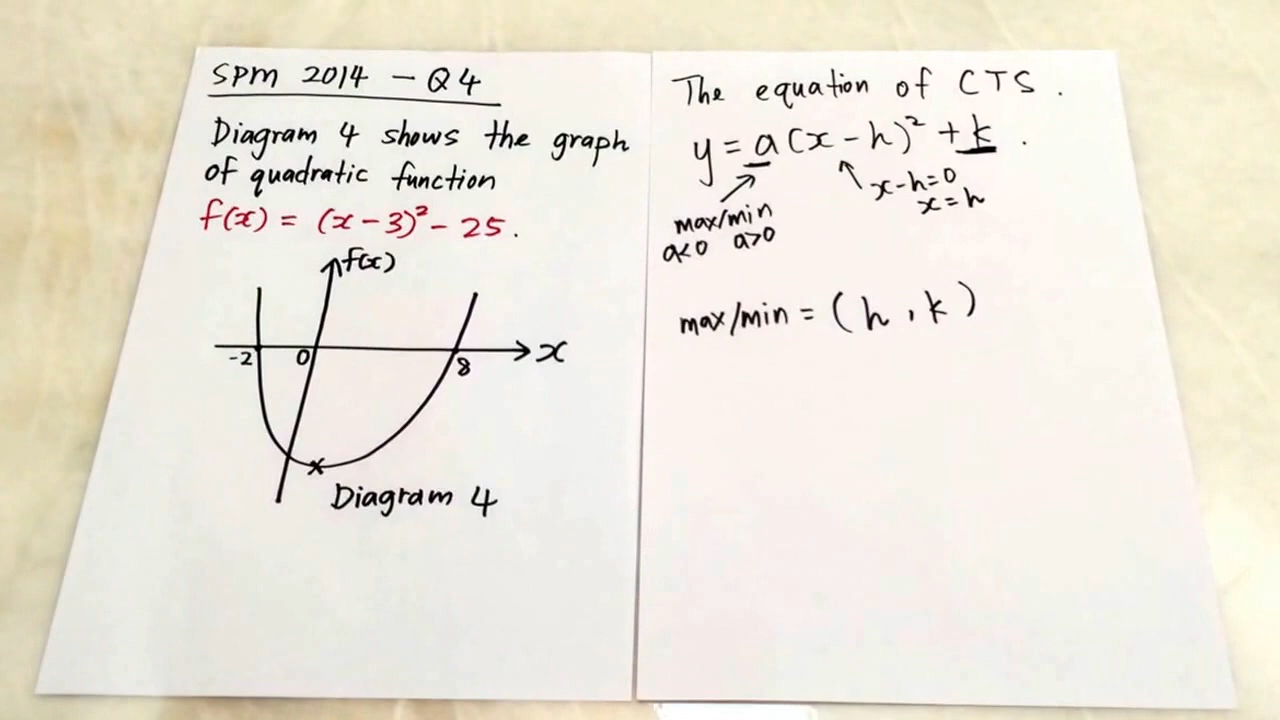 SPM 2014 - Q4
Diagram 4 shows the graph
of quadratic function
f(x) = (x-3)² - 25.
f(x)
-2 0 8 x
Diagram 4
The equation of CTS.
y = a(x-h)² + k.
x-h=0
x=h
max/min
a<0 a>0
max/min = (h, k)